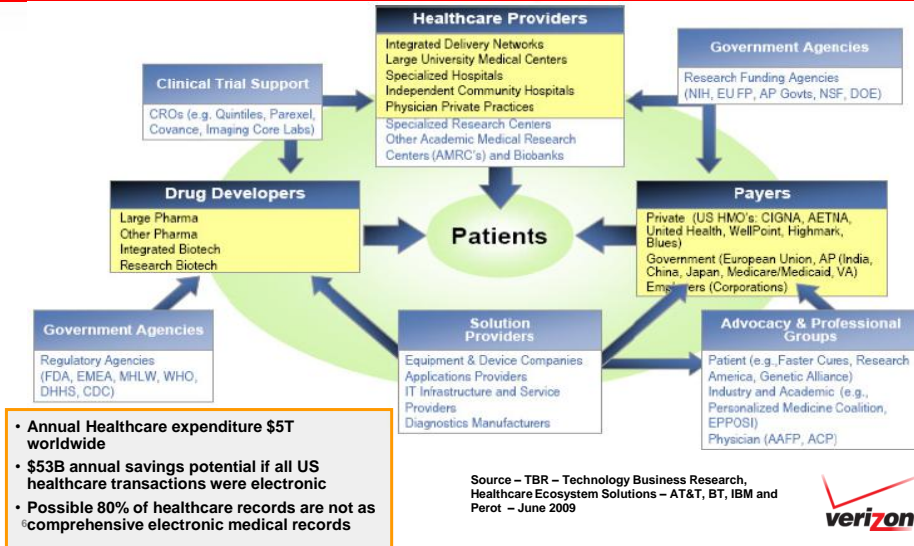 Healthcare Providers
Integrated Delivery Networks
Large University Medical Centers
Specialized Hospitals
Independent Community Hospitals
Physician Private Practices
Specialized Research Centers
Other Academic Medical Research
Centers (AMRC's) and Biobanks
Government Agencies
Research Funding Agencies
(NIH, EU FP, AP Govts, NSF, DOE)
Clinical Trial Support
CROs (e.g. Quintiles, Parexel,
Covance, Imaging Core Labs)
Drug Developers
Large Pharma
Other Pharma
Integrated Biotech
Research Biotech
Patients
Payers
Private (US HMO's: CIGNA, AETNA,
United Health, WellPoint, Highmark,
Blues)
Government (European Union, AP (India,
China, Japan, Medicare/Medicaid, VA)
Employers (Corporations)
Government Agencies
Regulatory Agencies
(FDA, EMEA, MHLW, WHO,
DHHS, CDC)
Solution
Providers
Equipment & Device Companies
Applications Providers
IT Infrastructure and Service
Providers
Diagnostics Manufacturers
Advocacy & Professional
Groups
Patient (e.g.,Faster Cures, Research
America, Genetic Alliance)
Industry and Academic (e.g.,
Personalized Medicine Coalition,
EPPOSI)
Physician (AAFP, ACP)
• Annual Healthcare expenditure $5T
worldwide
• $53B annual savings potential if all US
healthcare transactions were electronic
• Possible 80% of healthcare records are not as
comprehensive electronic medical records
6
Source – TBR – Technology Business Research,
Healthcare Ecosystem Solutions – AT&T, BT, IBM and
Perot – June 2009
verizon